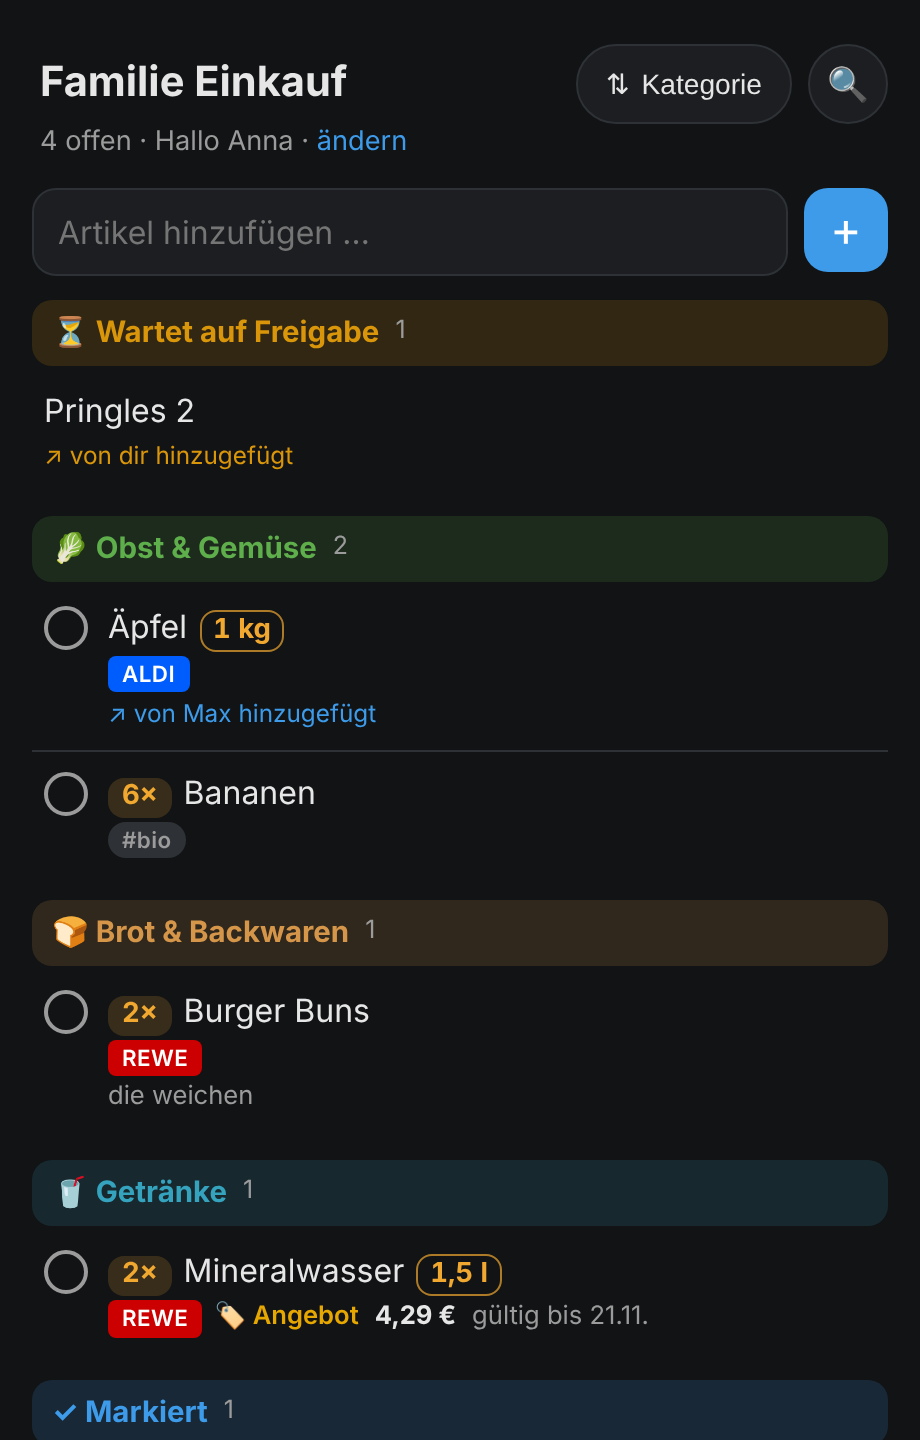 Familie Einkauf
⇅ Kategorie
4 offen · Hallo Anna · ändern
Artikel hinzufügen …
+
Wartet auf Freigabe 1
Pringles 2
↗ von dir hinzugefügt
Obst & Gemüse 2
Äpfel 1 kg
ALDI
↗ von Max hinzugefügt
6× Bananen
#bio
Brot & Backwaren 1
2× Burger Buns
REWE
die weichen
Getränke 1
2× Mineralwasser 1,5 l
REWE Angebot 4,29 € gültig bis 21.11.
✓ Markiert 1